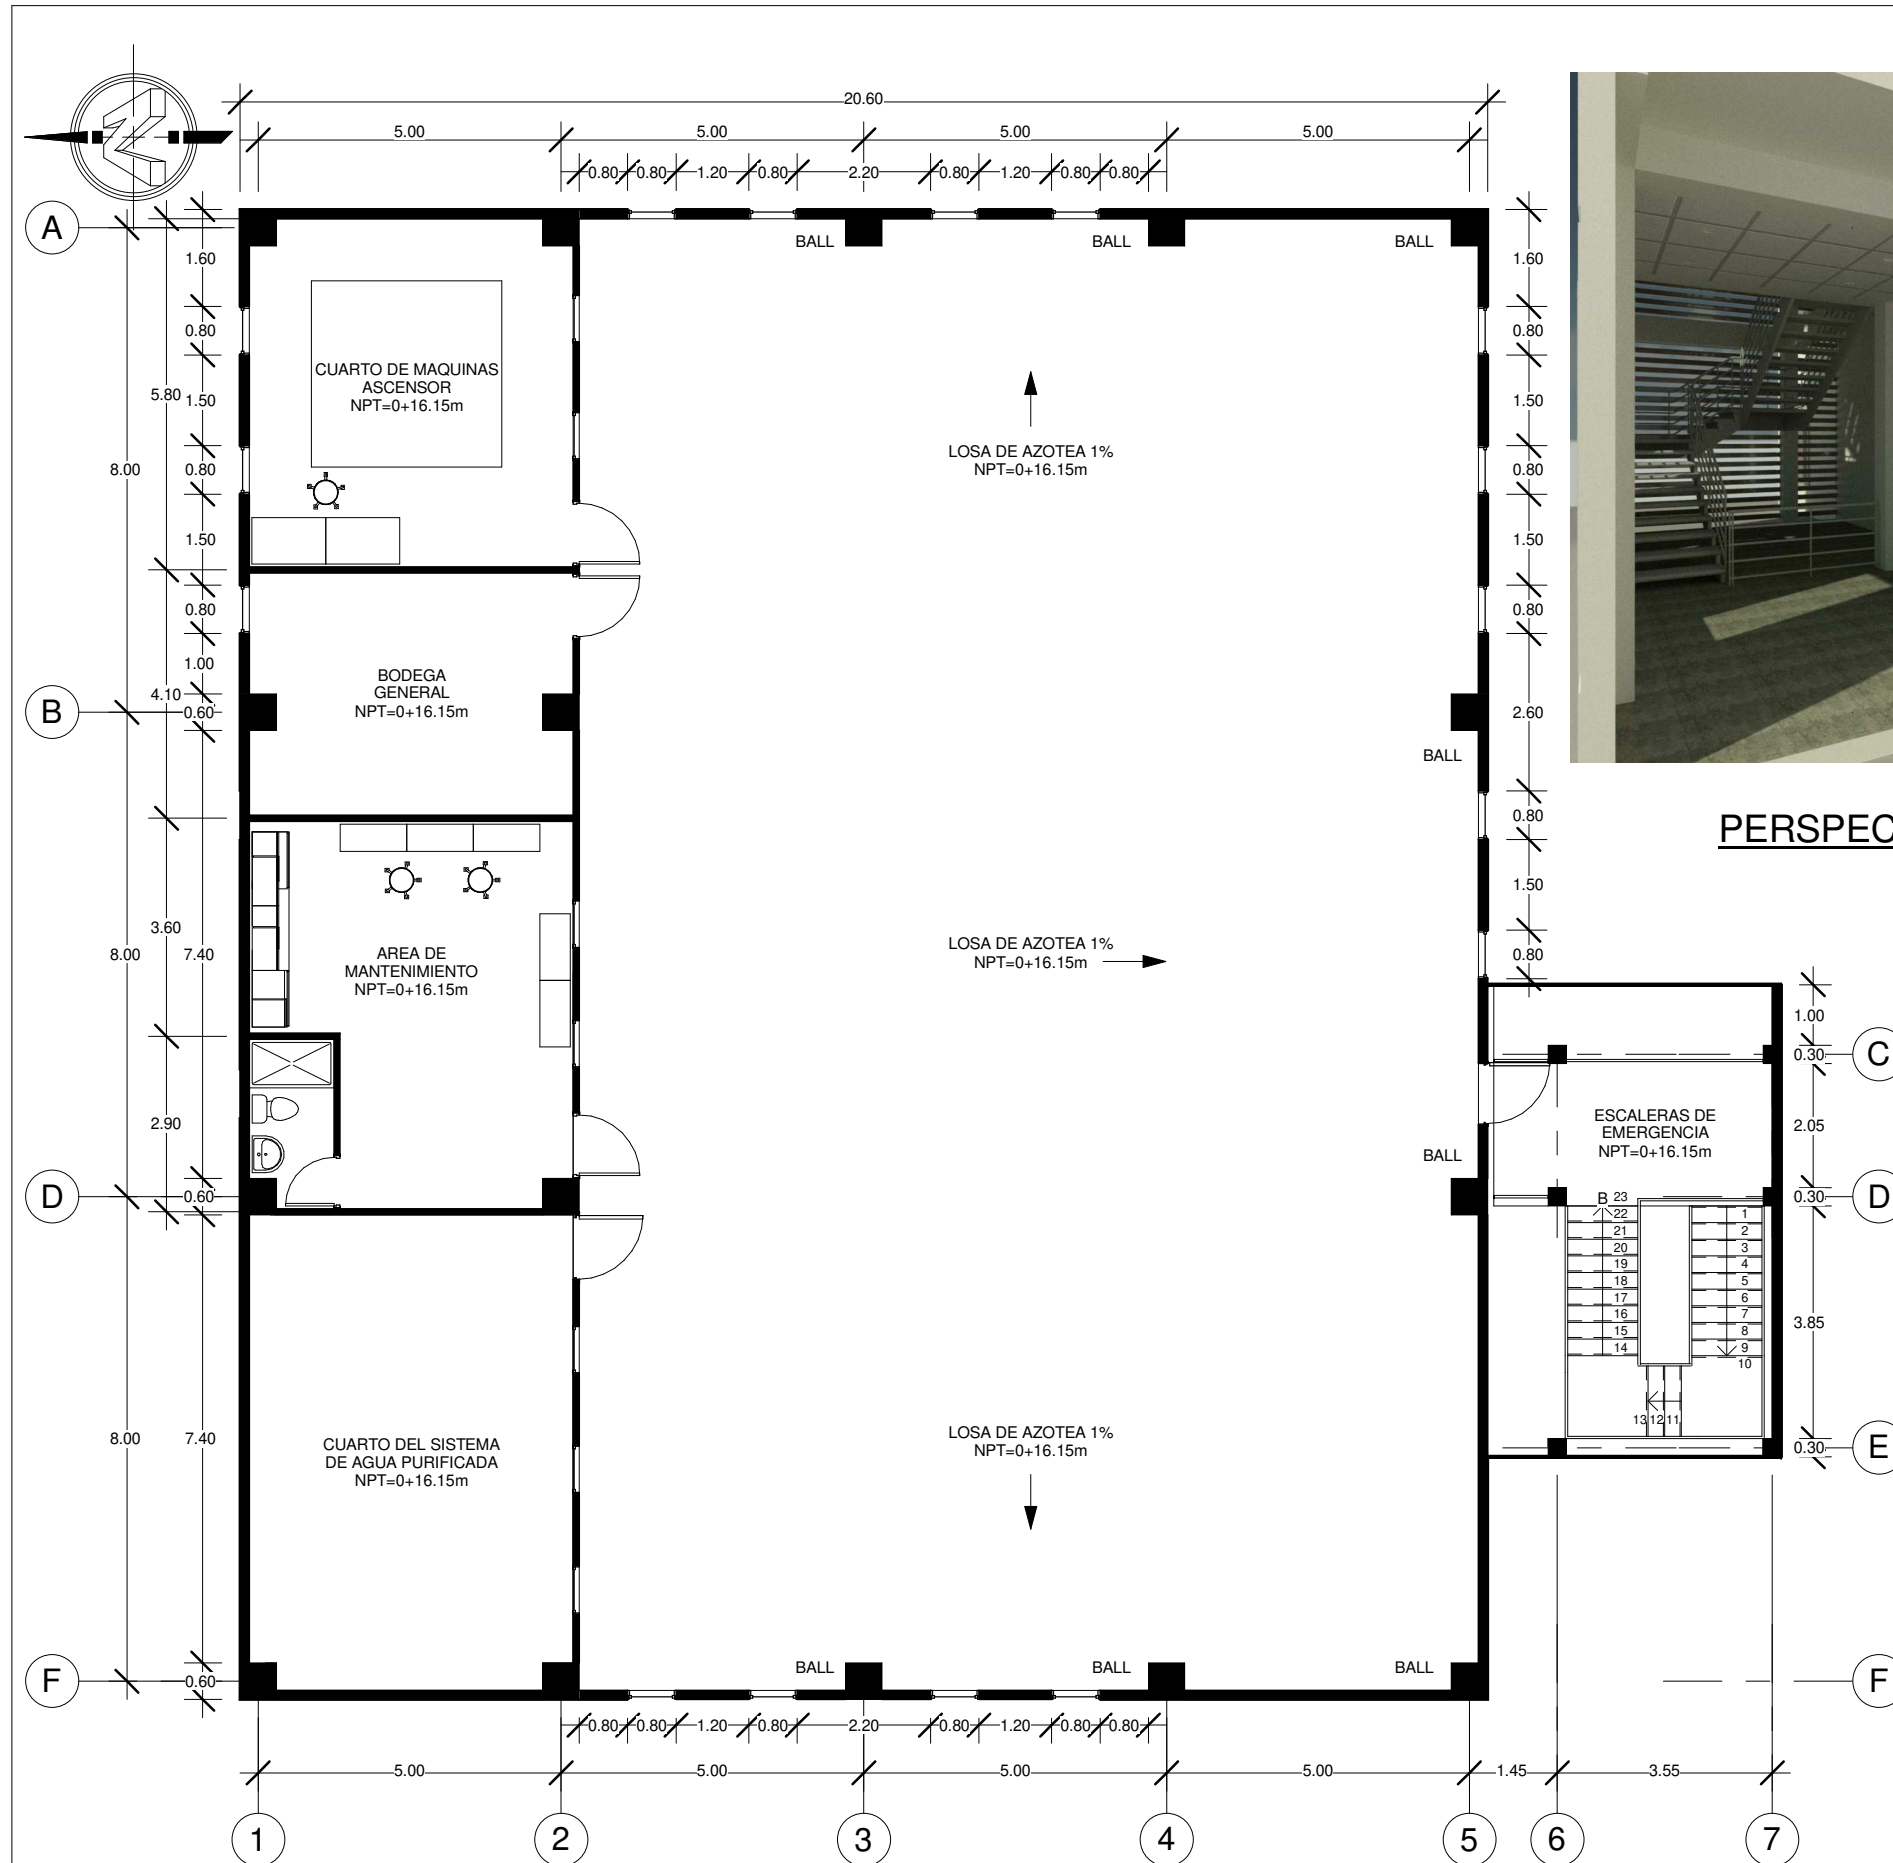 20.60
5.00 5.00 5.00 5.00
0.80 0.80 1.20 0.80 2.20 0.80 1.20 0.80 0.80
N
A
BALL BALL BALL
1.60
1.60
0.80
0.80
CUARTO DE MAQUINAS
ASCENSOR
NPT=0+16.15m
5.80
1.50
1.50
LOSA DE AZOTEA 1%
NPT=0+16.15m
8.00
0.80
0.80
1.50
1.50
0.80
0.80
1.00
BODEGA
GENERAL
NPT=0+16.15m
4.10
B
0.60
2.60
BALL
0.80
PERSPEC
1.50
3.60
8.00
7.40
AREA DE
MANTENIMIENTO
NPT=0+16.15m
LOSA DE AZOTEA 1%
NPT=0+16.15m
0.80
1.00
0.30
C
2.90
ESCALERAS DE
EMERGENCIA
NPT=0+16.15m
2.05
BALL
D
0.60
0.30
D
B 23
22 1
21 2
20 3
19 4
18 5
17 6
16 7
15 8
14 9
10
13 12 11
3.85
8.00
7.40
CUARTO DEL SISTEMA
DE AGUA PURIFICADA
NPT=0+16.15m
LOSA DE AZOTEA 1%
NPT=0+16.15m
0.30
E
BALL BALL BALL
F
0.60
F
0.80 0.80 1.20 0.80 2.20 0.80 1.20 0.80 0.80
5.00 5.00 5.00 5.00 1.45 3.55
1 2 3 4 5 6 7